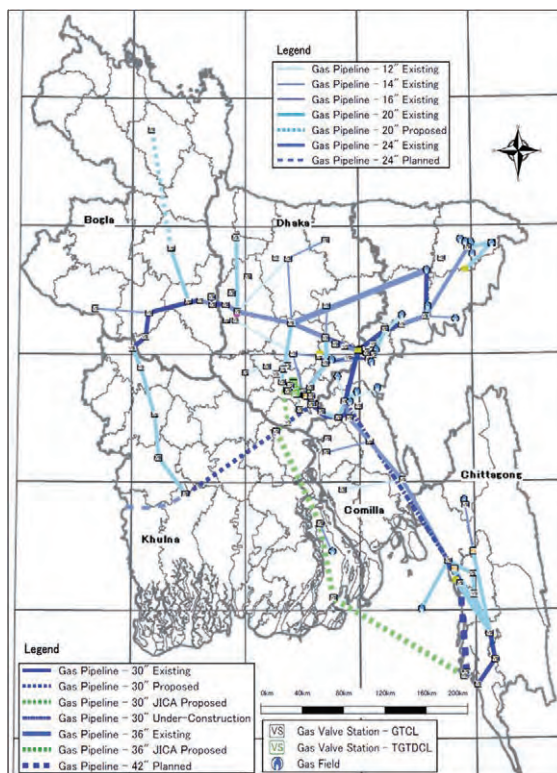 Legend
Gas Pipeline - 12" Existing
Gas Pipeline - 14" Existing
Gas Pipeline - 16" Existing
Gas Pipeline - 20" Existing
Gas Pipeline - 20" Proposed
Gas Pipeline - 24" Existing
Gas Pipeline - 24" Planned
Bogla
Dhaka
Chittagong
Comilla
Khulna
Legend
Gas Pipeline - 30" Existing
Gas Pipeline - 30" Proposed
Gas Pipeline - 30" JICA Proposed
Gas Pipeline - 30" Under-Construction
Gas Pipeline - 36" Existing
Gas Pipeline - 36" JICA Proposed
Gas Pipeline - 42" Planned
0km 40km 80km 120km 160km 200km
VS Gas Valve Station - GTCL
VS Gas Valve Station - TGTDCL
Gas Field